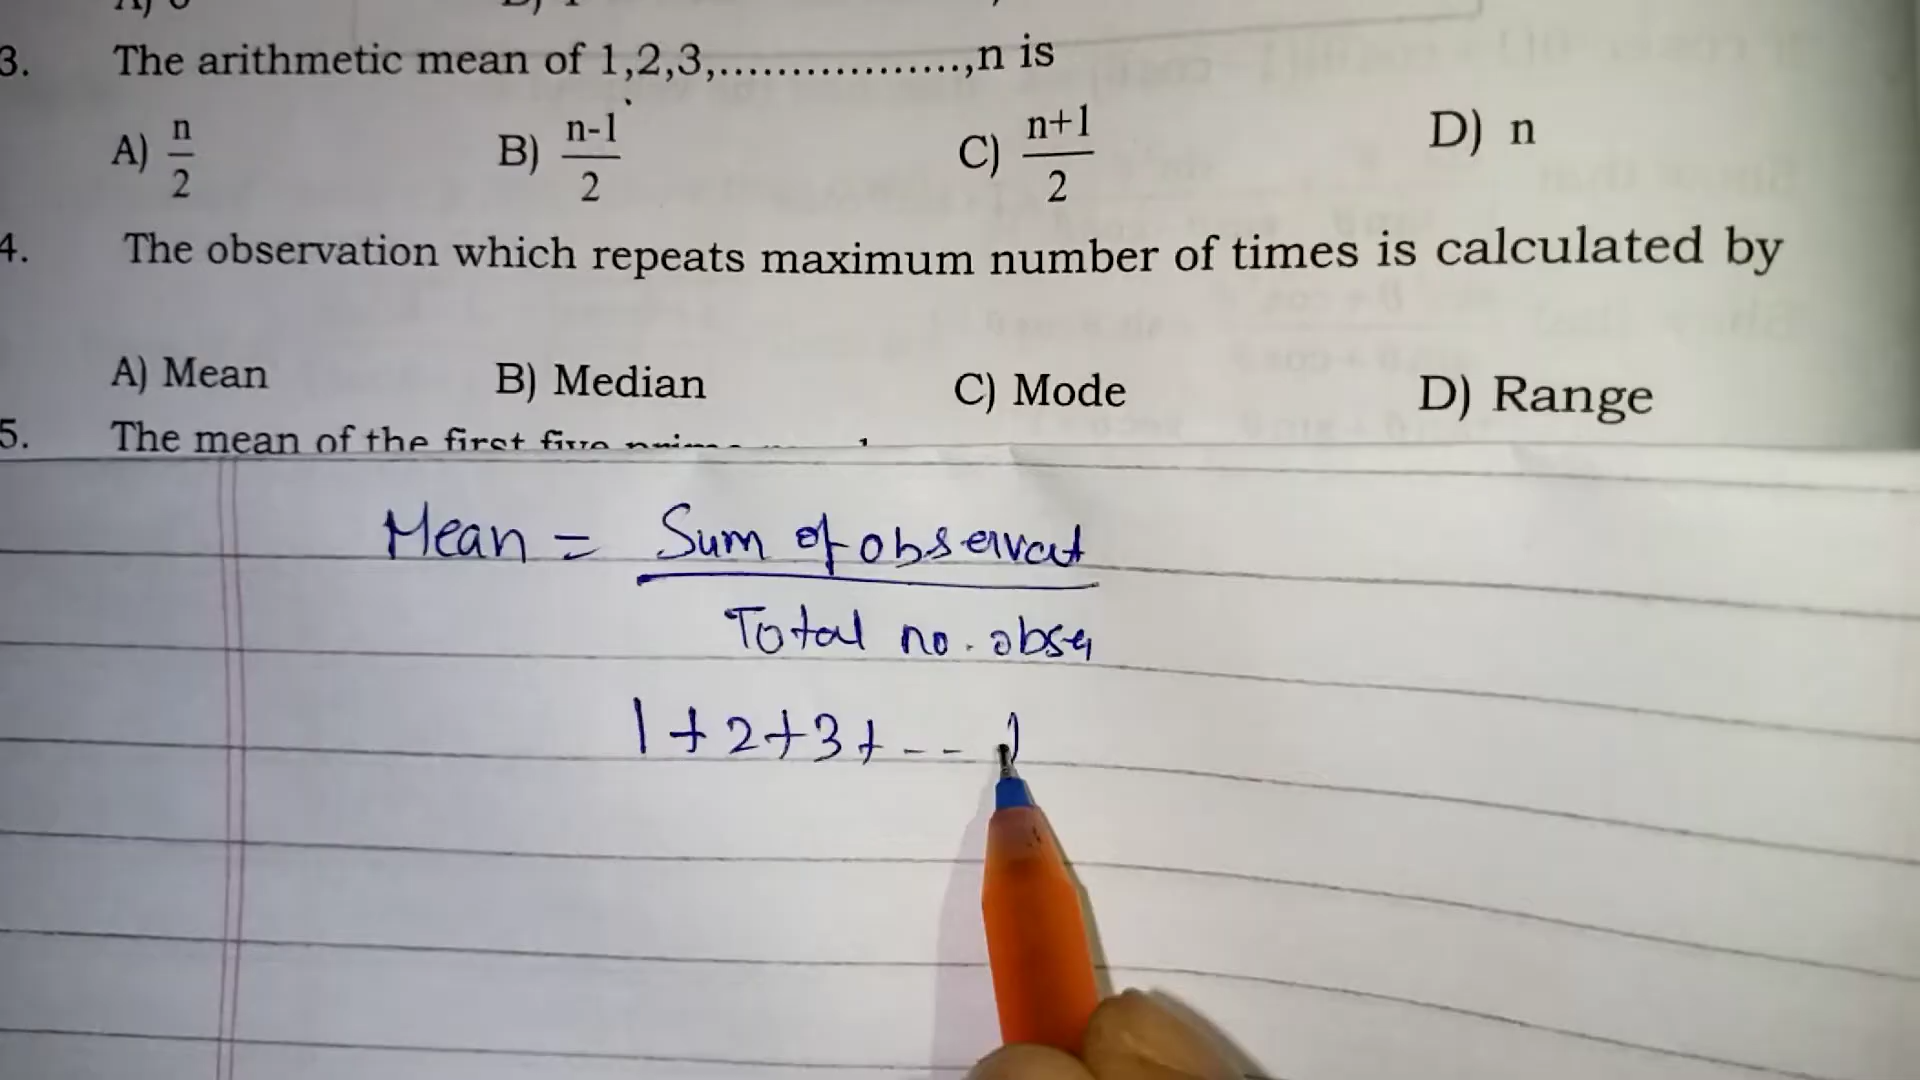 3. The arithmetic mean of 1,2,3,..................,n is
A) n/2 B) n-1/2 C) n+1/2 D) n
4. The observation which repeats maximum number of times is calculated by
A) Mean B) Median C) Mode D) Range
5. The mean of the first five
Mean = Sum of observat
Total no. obse
1 + 2 + 3 + - -